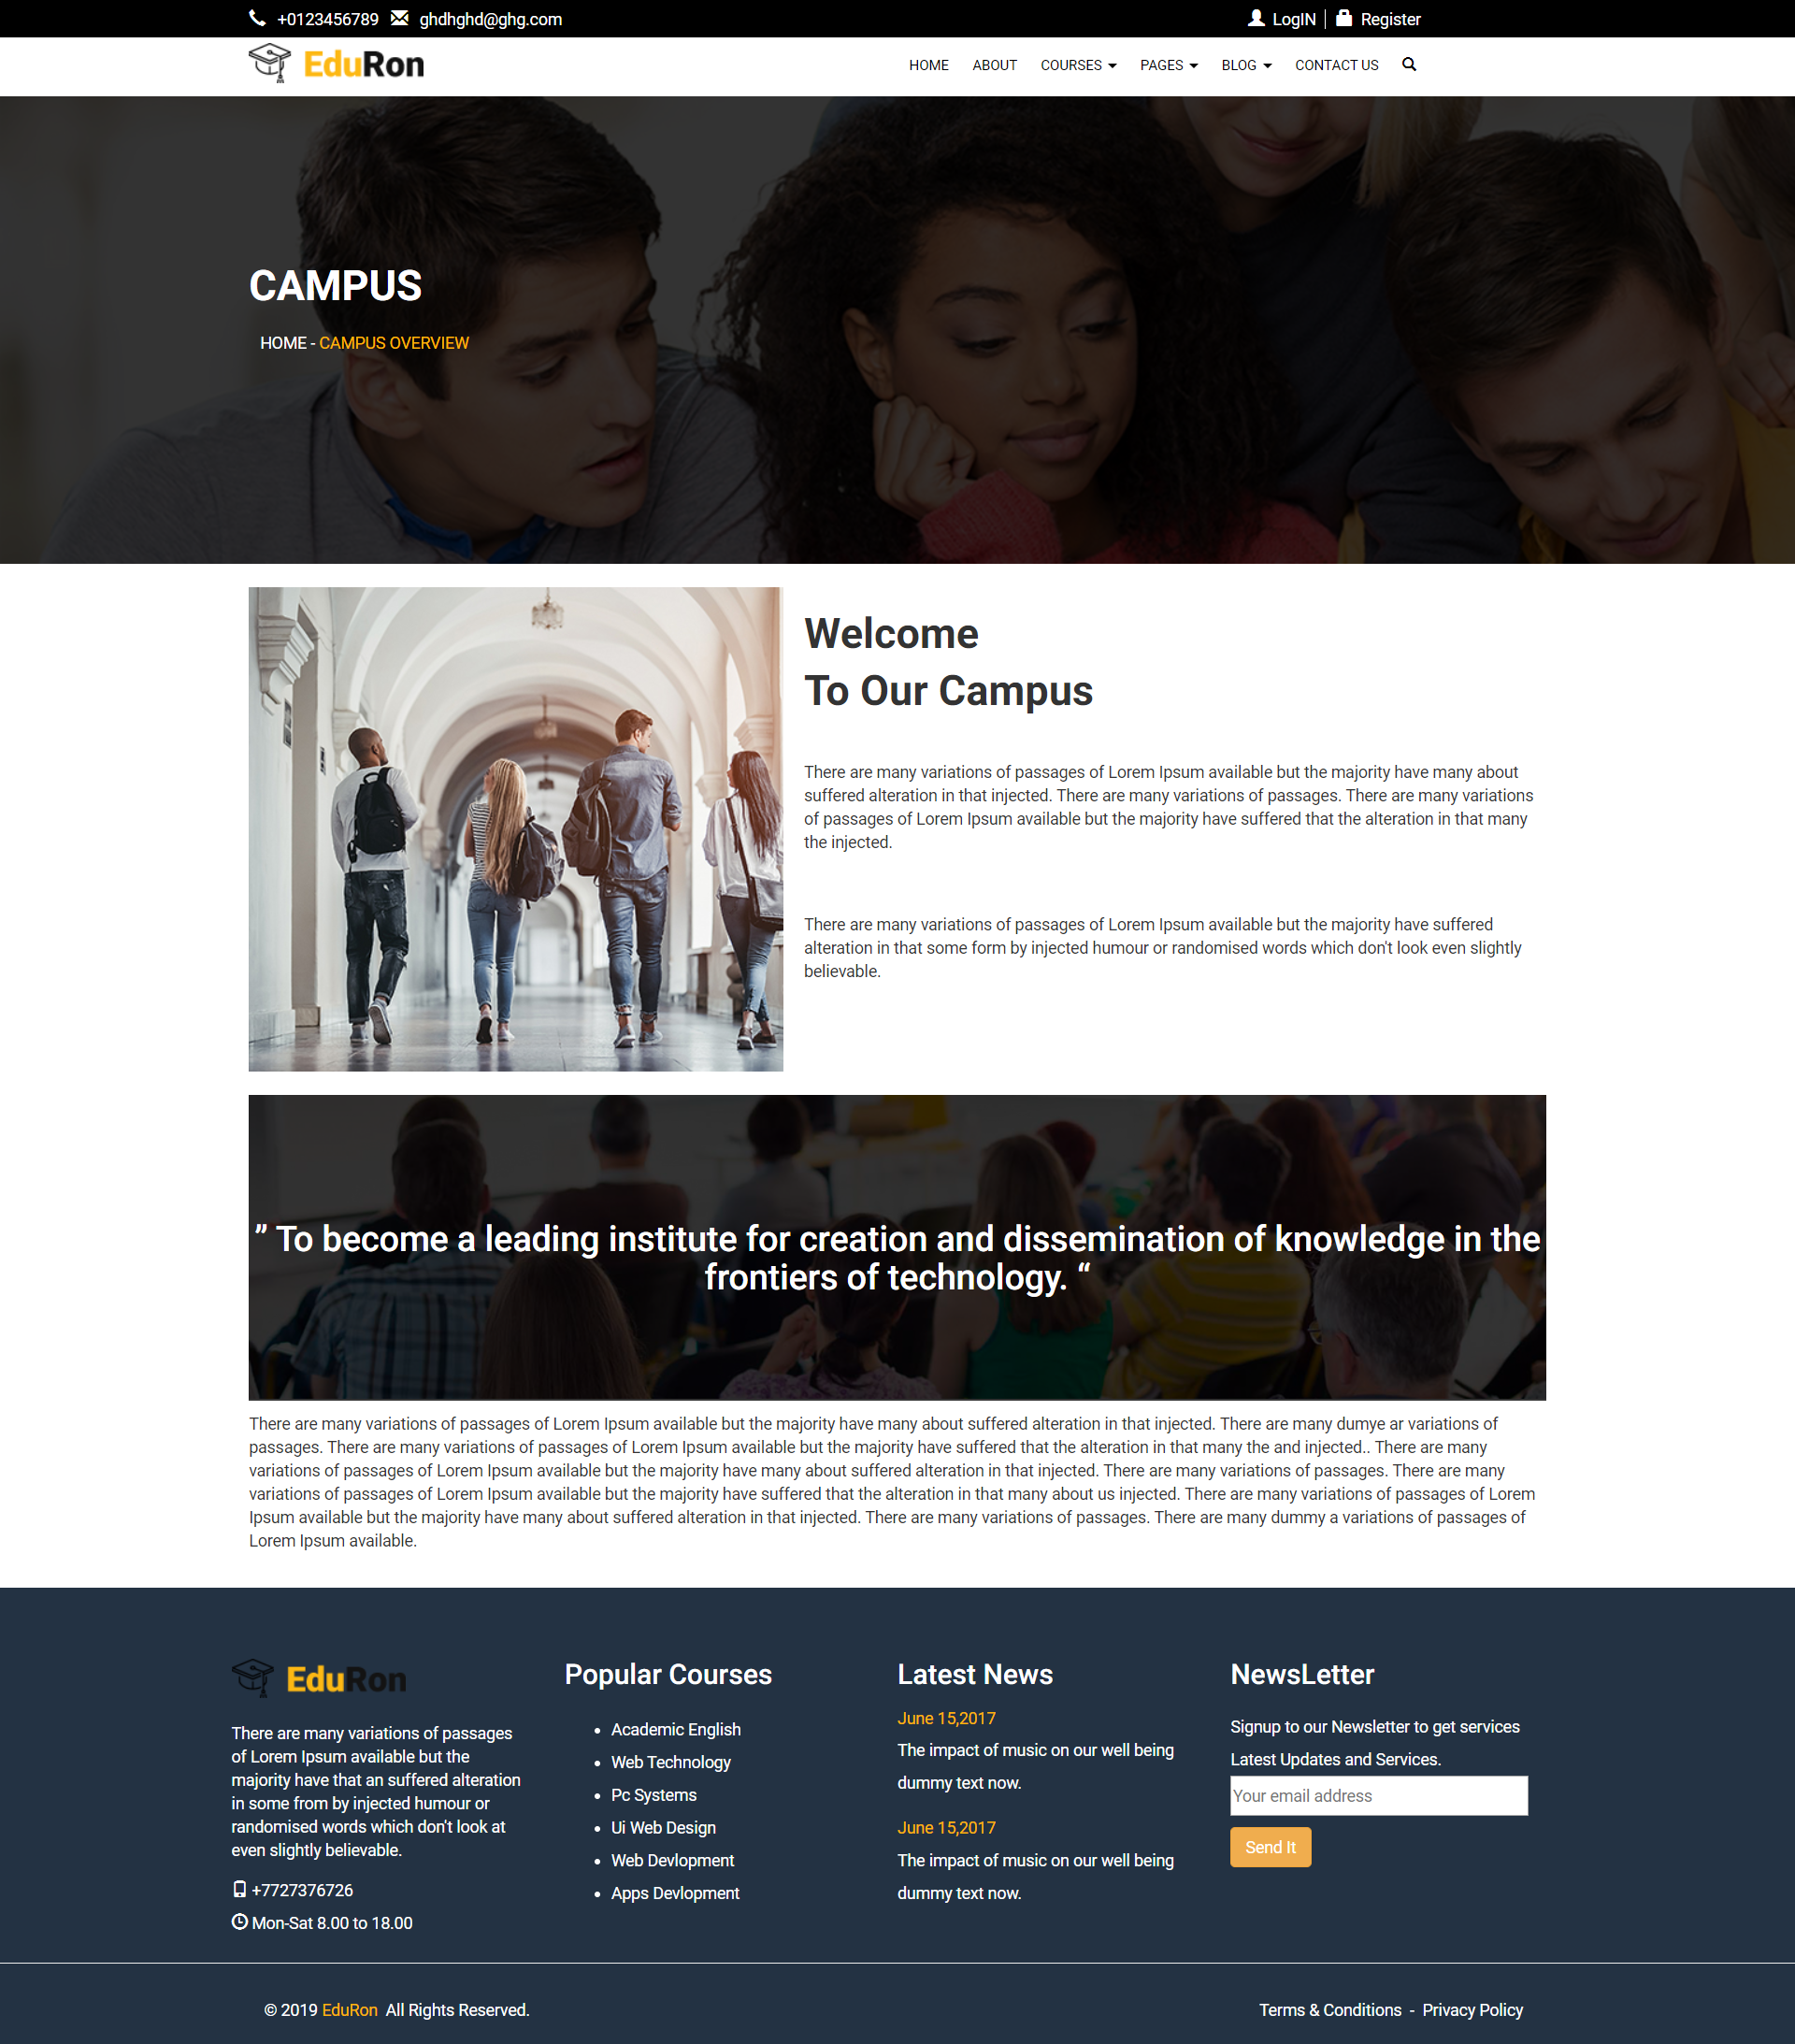 +0123456789 ghdhghd@ghg.com LogIN Register
EduRon HOME ABOUT COURSES PAGES BLOG CONTACT US
CAMPUS
HOME - CAMPUS OVERVIEW
Welcome
To Our Campus
There are many variations of passages of Lorem Ipsum available but the majority have many about
suffered alteration in that injected. There are many variations of passages. There are many variations
of passages of Lorem Ipsum available but the majority have suffered that the alteration in that many
the injected.
There are many variations of passages of Lorem Ipsum available but the majority have suffered
alteration in that some form by injected humour or randomised words which don't look even slightly
believable.
” To become a leading institute for creation and dissemination of knowledge in the
frontiers of technology. “
There are many variations of passages of Lorem Ipsum available but the majority have many about suffered alteration in that injected. There are many dumye ar variations of
passages. There are many variations of passages of Lorem Ipsum available but the majority have suffered that the alteration in that many the and injected.. There are many
variations of passages of Lorem Ipsum available but the majority have many about suffered alteration in that injected. There are many variations of passages. There are many
variations of passages of Lorem Ipsum available but the majority have suffered that the alteration in that many about us injected. There are many variations of passages of Lorem
Ipsum available but the majority have many about suffered alteration in that injected. There are many variations of passages. There are many dummy a variations of passages of
Lorem Ipsum available.
EduRon
There are many variations of passages
of Lorem Ipsum available but the
majority have that an suffered alteration
in some from by injected humour or
randomised words which don't look at
even slightly believable.
+7727376726
Mon-Sat 8.00 to 18.00
Popular Courses
Academic English
Web Technology
Pc Systems
Ui Web Design
Web Devlopment
Apps Devlopment
Latest News
June 15,2017
The impact of music on our well being
dummy text now.
June 15,2017
The impact of music on our well being
dummy text now.
NewsLetter
Signup to our Newsletter to get services
Latest Updates and Services.
Your email address
Send It
© 2019 EduRon All Rights Reserved.
Terms & Conditions - Privacy Policy